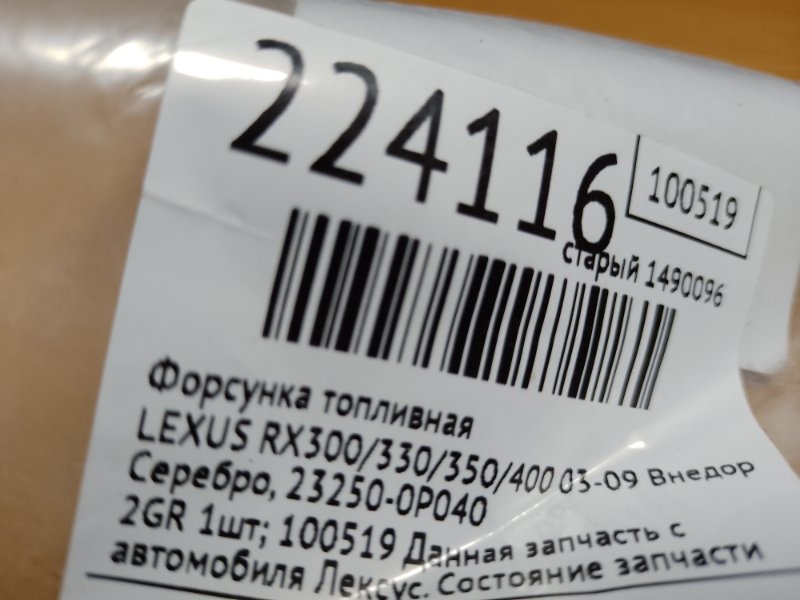 224116
100519
старый 1490096
Форсунка топливная
LEXUS RX300/330/350/400 03-09 Внедор
Серебро, 23250-0P040
2GR 1шт; 100519 Данная запчасть с
автомобиля Лексус. Состояние запчасти